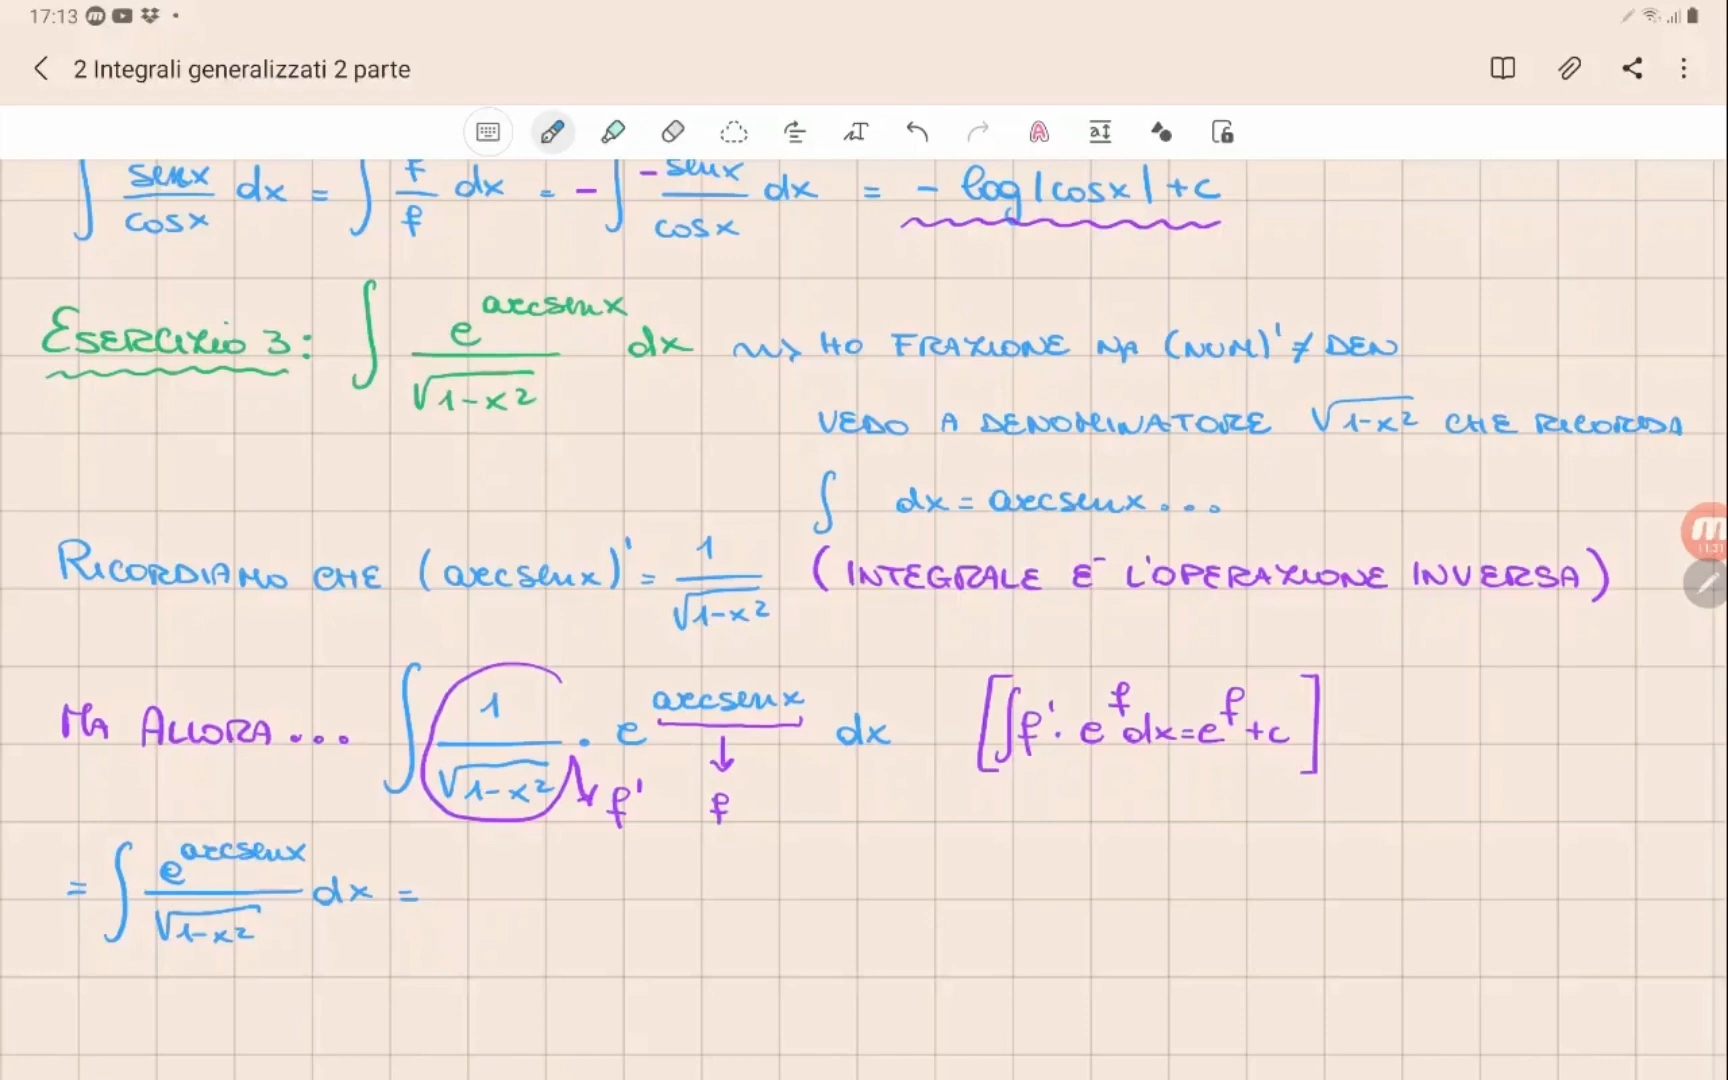 17:13
2 Integrali generalizzati 2 parte
∫ senx/cosx dx = ∫ f/f dx = - ∫ -senx/cosx dx = - log|cosx| +c
ESERCIZIO 3: ∫ e^arcsenx/√1-x² dx ~> HO FRAZIONE MA (NUM)' ≠ DEN
VEDO A DENOMINATORE √1-x² CHE RICORDA
∫ dx = arcsenx...
RICORDIAMO CHE (arcsenx)' = 1/√1-x² (INTEGRALE È L'OPERAZIONE INVERSA)
MA ALLORA... ∫ 1/√1-x² · e^arcsenx dx [∫f'·e^f dx=e^f+c]
f' f
= ∫ e^arcsenx/√1-x² dx =
11:31